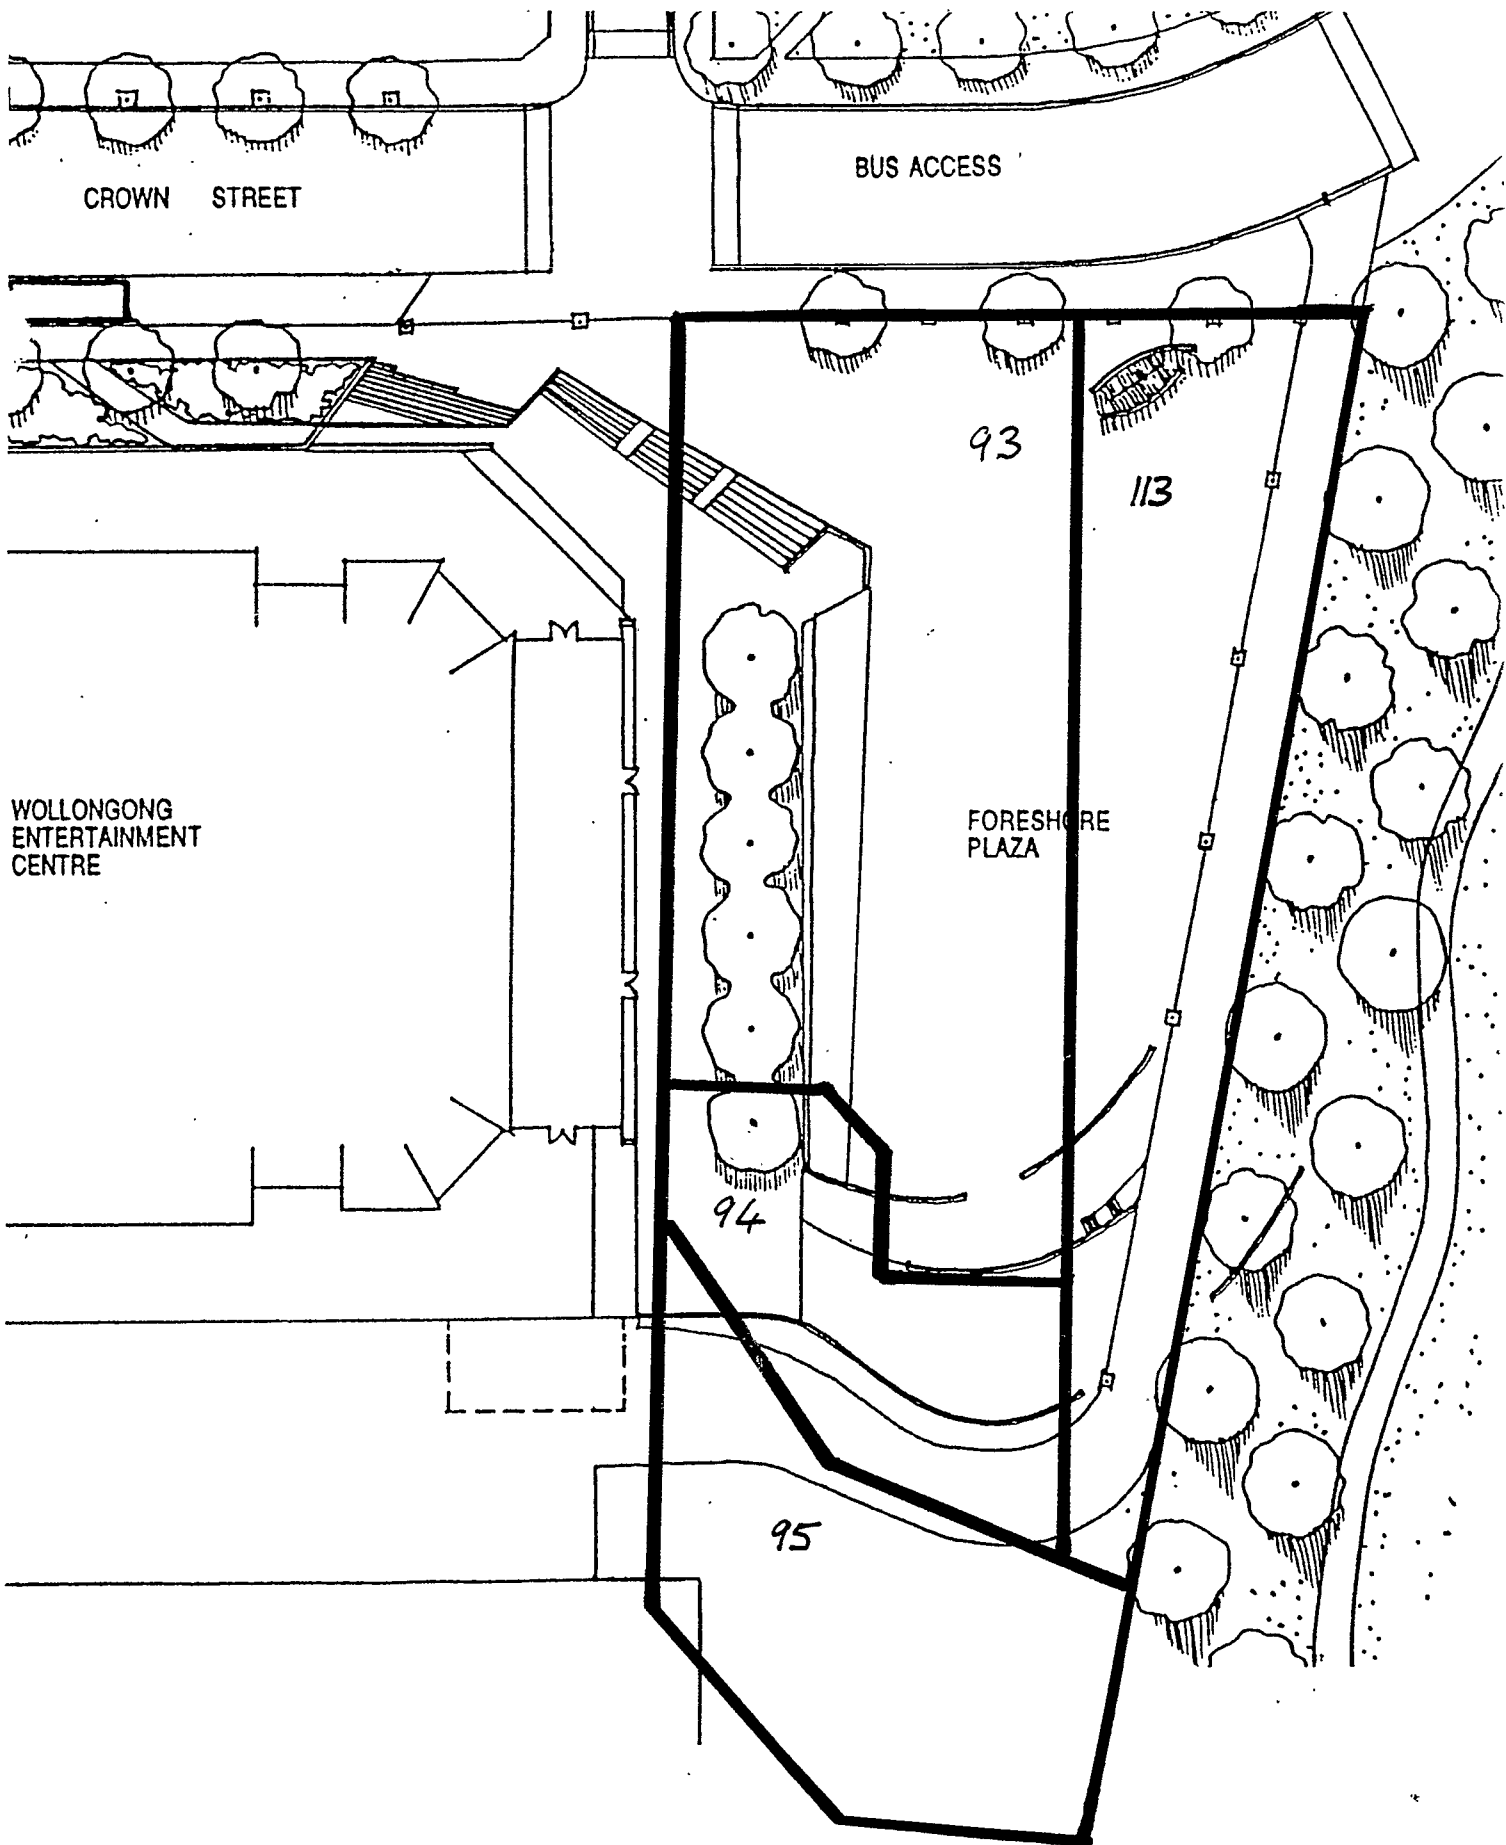 BUS ACCESS
CROWN STREET
93
113
WOLLONGONG
ENTERTAINMENT
CENTRE
FORESHORE
PLAZA
94
95